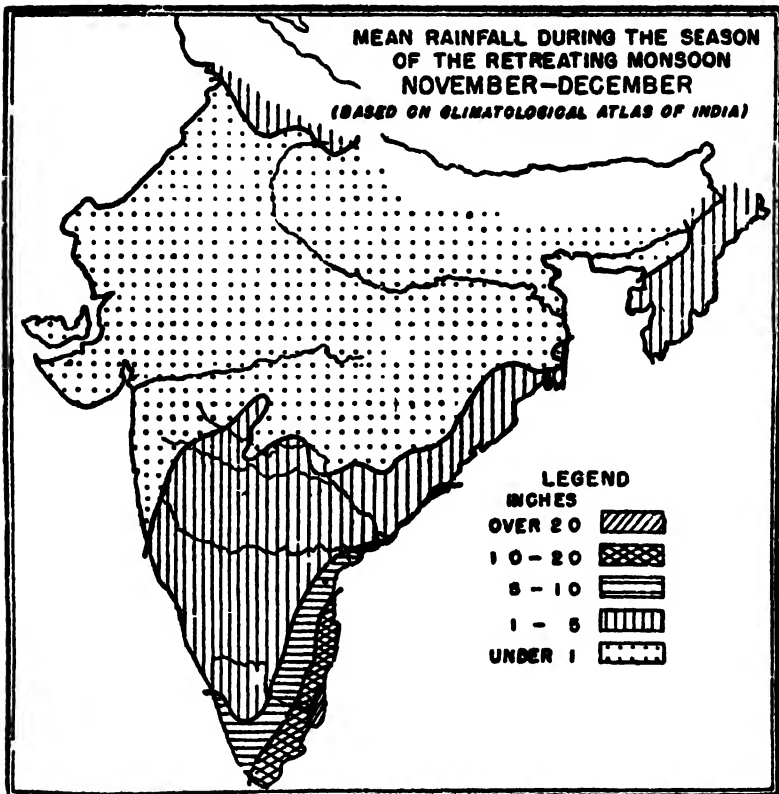 MEAN RAINFALL DURING THE SEASON
OF THE RETREATING MONSOON
NOVEMBER–DECEMBER
(BASED ON CLIMATOLOGICAL ATLAS OF INDIA)
LEGEND
INCHES
OVER 20
10 – 20
5 – 10
1 – 5
UNDER 1